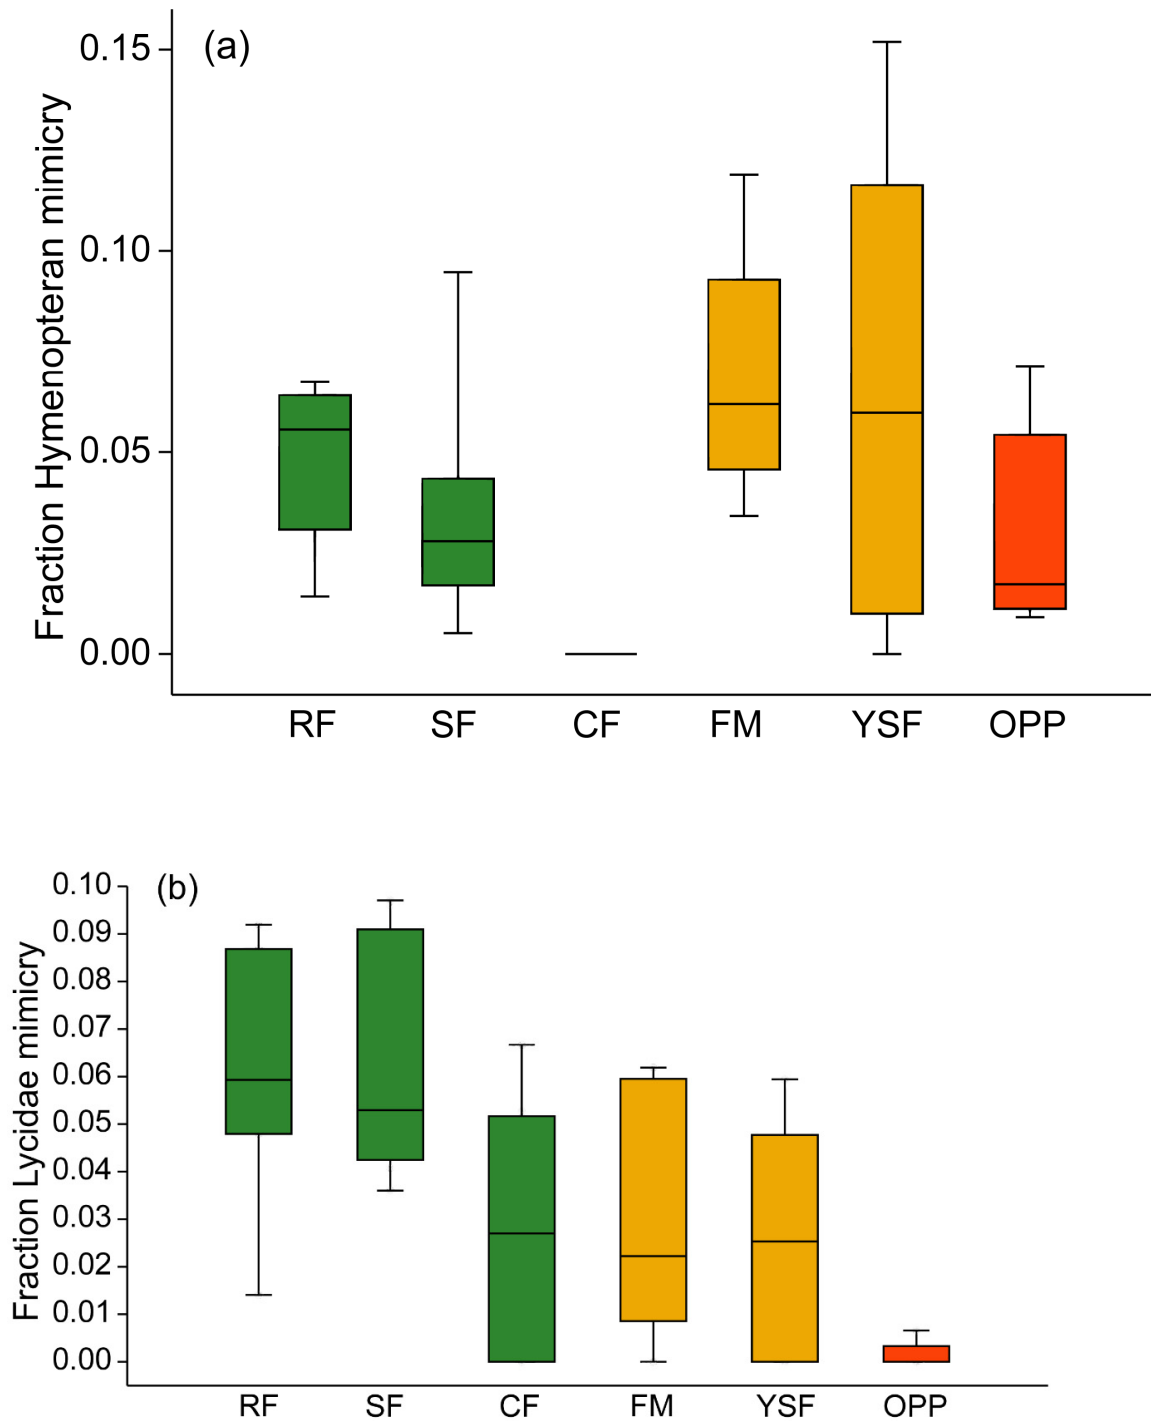 (a)
Fraction Hymenopteran mimicry
0.15
0.10
0.05
0.00
RF SF CF FM YSF OPP
(b)
Fraction Lycidae mimicry
0.10
0.09
0.08
0.07
0.06
0.05
0.04
0.03
0.02
0.01
0.00
RF SF CF FM YSF OPP